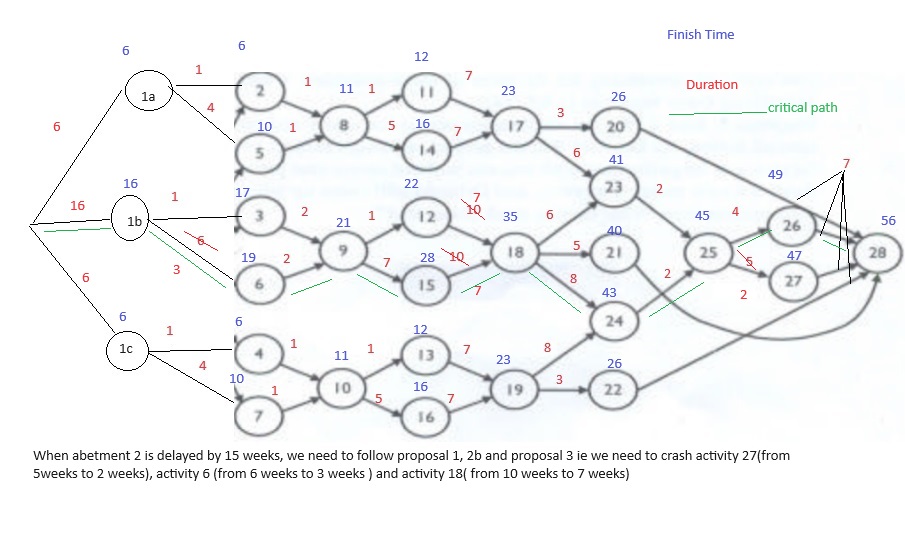 Finish Time
Duration
critical path
6 6 12 7
1 1 11 1 11 23 26
1a 2 3 20
4 10 8 17
6 5 1 5 16 7 6 41
14 23 2 49 7
16 17 22 7
16 1 3 2 21 1 12 10 35 6 45 4 26 56
1b 6 9 18 5 40 25 28
3 19 2 7 28 10 21 5 47
6 15 7 8 43 2 2 27
6 6 24
6 1 4 1 11 1 12 7 23 8 26
1c 13
4 10 10 16 19 3 22
7 1 5 16 7
When abetment 2 is delayed by 15 weeks, we need to follow proposal 1, 2b and proposal 3 ie we need to crash activity 27(from
5weeks to 2 weeks), activity 6 (from 6 weeks to 3 weeks ) and activity 18( from 10 weeks to 7 weeks)